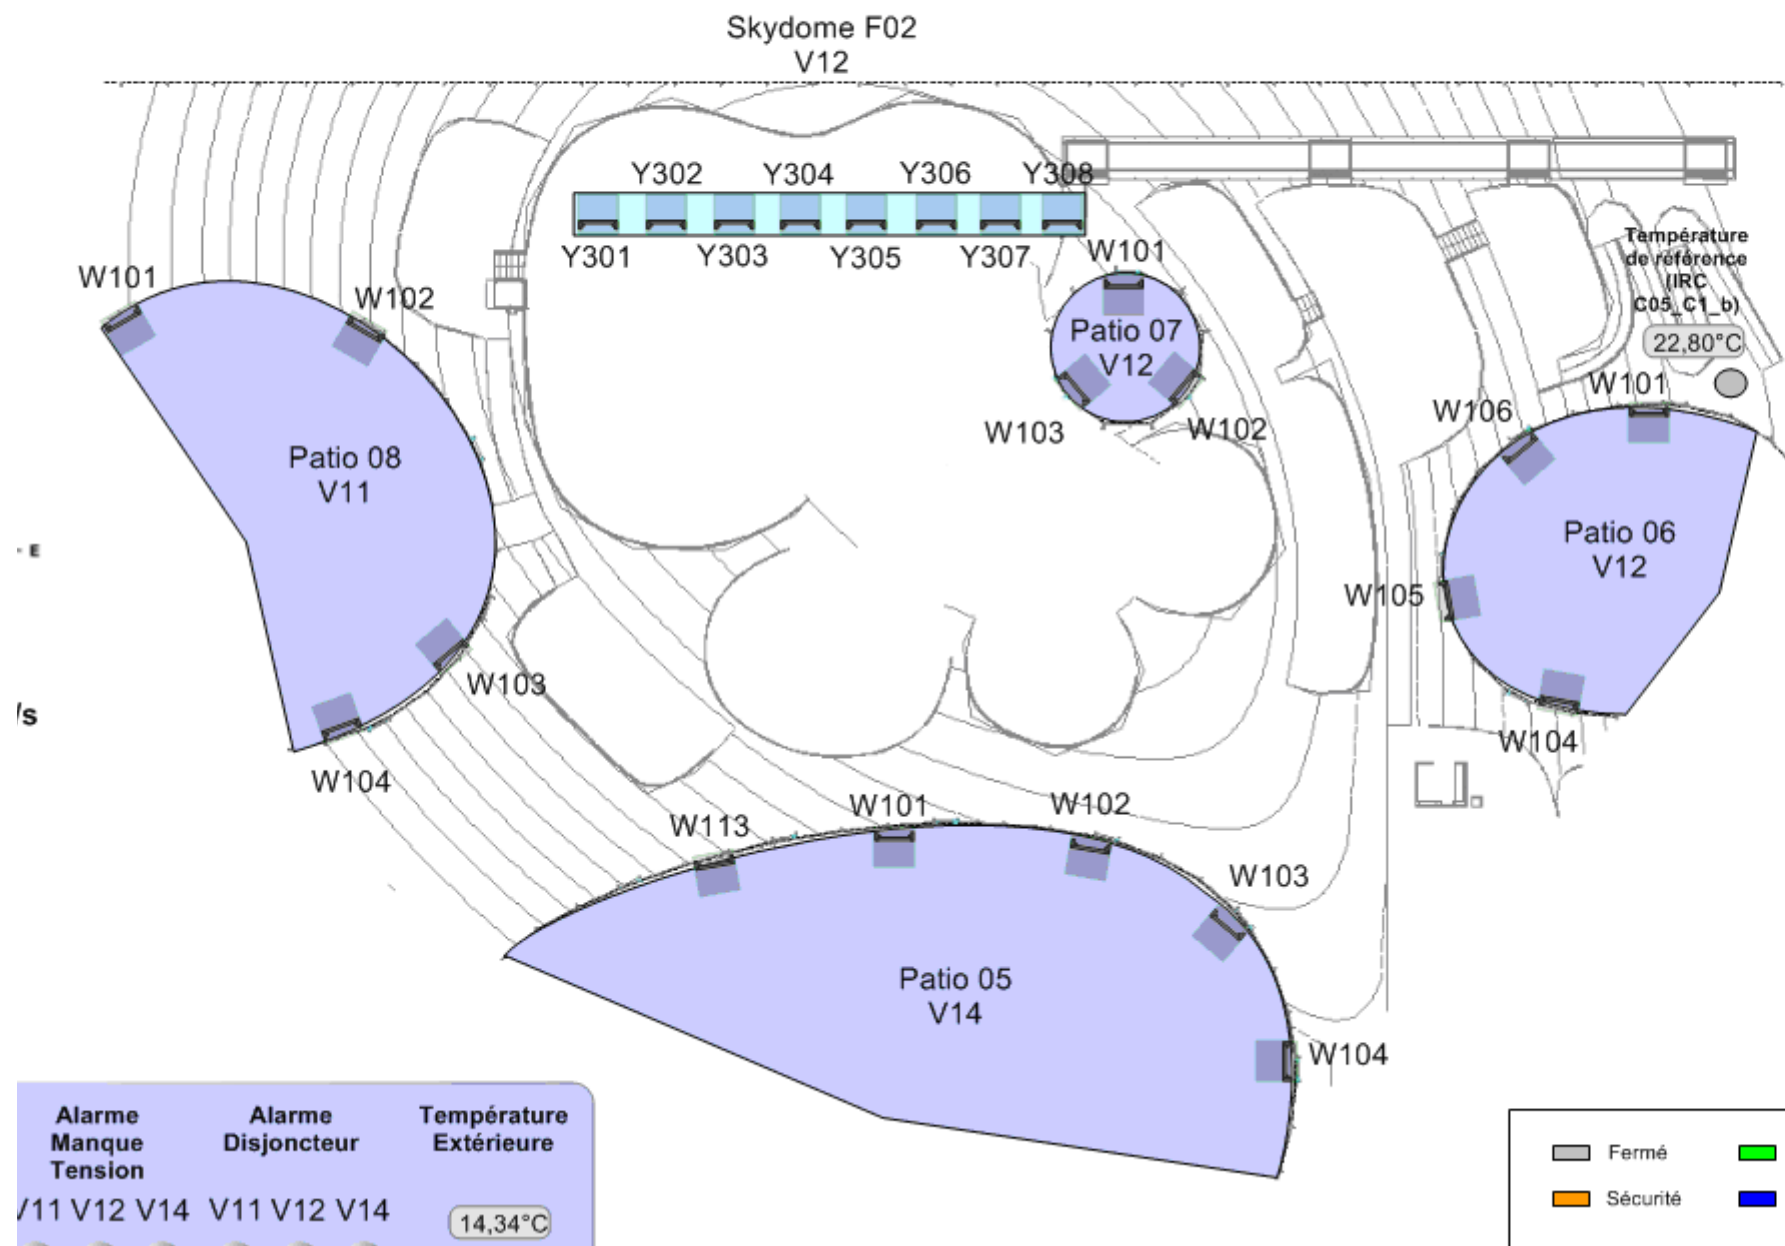 Skydome F02
V12
Y302 Y304 Y306 Y308
Y301 Y303 Y305 Y307
W101
W102
W101
Patio 07
V12
W103
W102
Température
de référence
(IRC
C05_C1_b)
22,80°C
W101
W106
Patio 08
V11
Patio 06
V12
E
W105
W103
/s
W104
W104
W113
W101
W102
W103
Patio 05
V14
W104
Alarme
Manque
Tension
Alarme
Disjoncteur
Température
Extérieure
V11 V12 V14 V11 V12 V14
14,34°C
Fermé
Sécurité